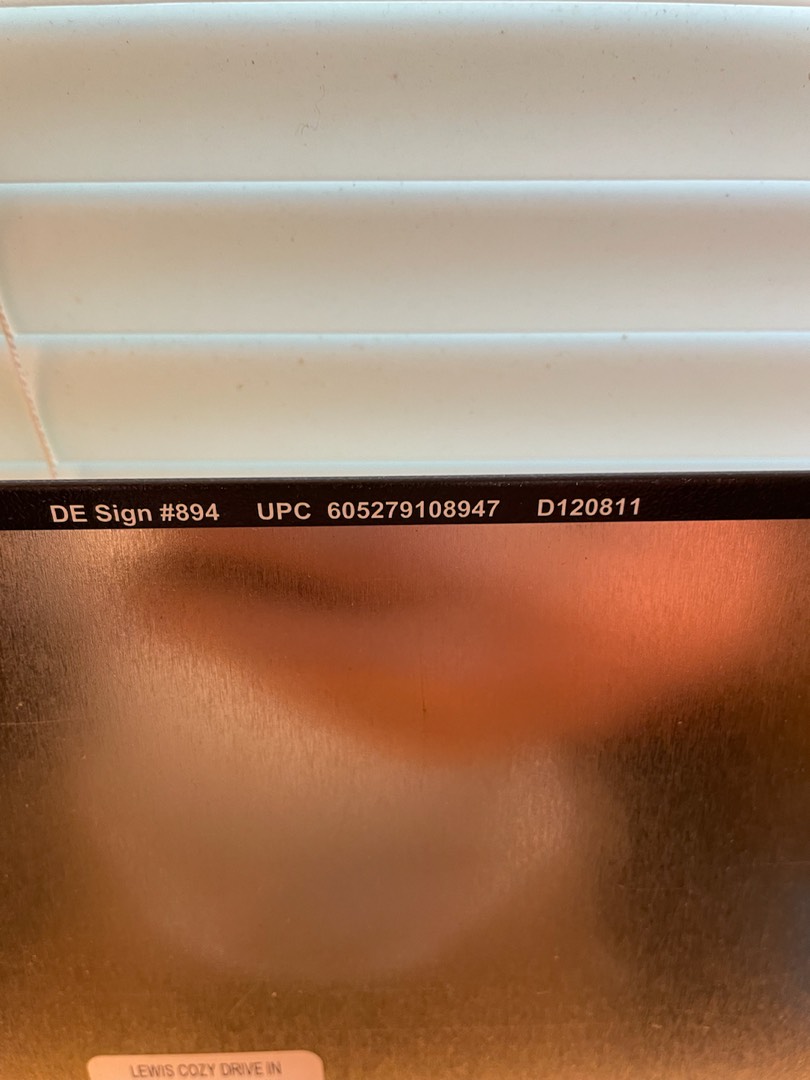 DE Sign #894 UPC 605279108947 D120811
LEWIS COZY DRIVE IN